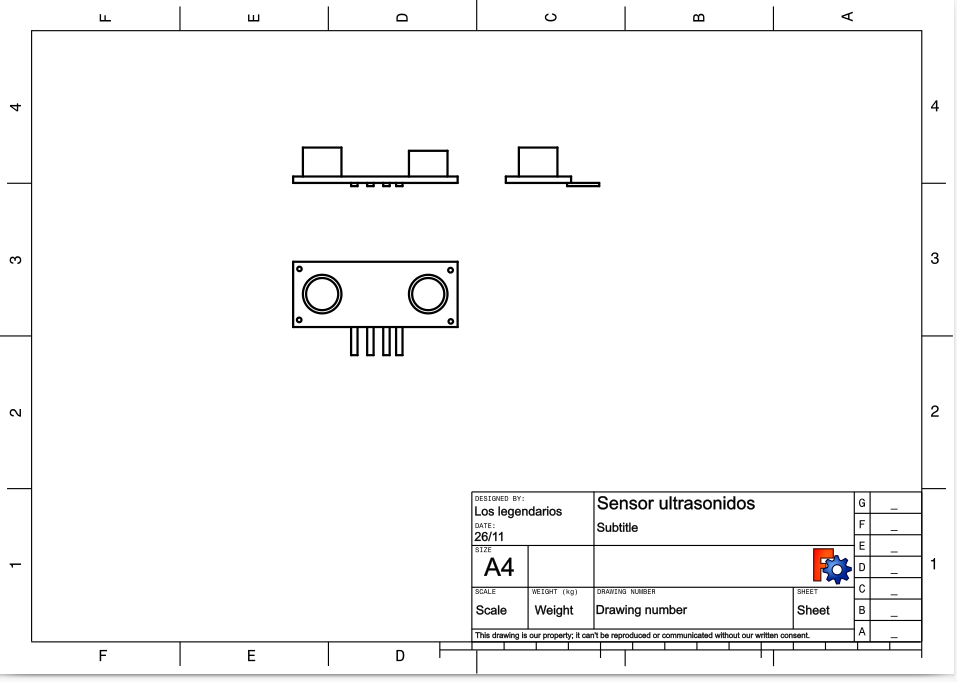 F E D C B A
4 4
3 3
2 2
1 1
DESIGNED BY:
Los legendarios
DATE:
26/11
Sensor ultrasonidos
Subtitle
SIZE
A4
SCALE
Scale
WEIGHT (kg)
Weight
DRAWING NUMBER
Drawing number
SHEET
Sheet
This drawing is our property; it can't be reproduced or communicated without our written consent.
G _
F _
E _
D _
C _
B _
A _
F E D